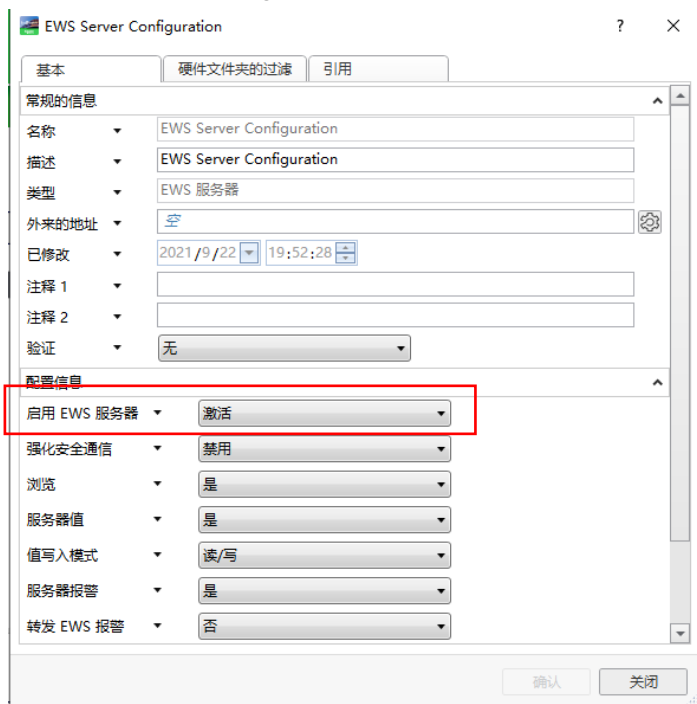 EWS Server Configuration ? ×
基本 硬件文件夹的过滤 引用
常规的信息
名称 EWS Server Configuration
描述 EWS Server Configuration
类型 EWS 服务器
外来的地址 空
已修改 2021/9/22 19:52:28
注释 1
注释 2
验证 无
配置信息
启用 EWS 服务器 激活
强化安全通信 禁用
浏览 是
服务器值 是
值写入模式 读/写
服务器报警 是
转发 EWS 报警 否
确认 关闭